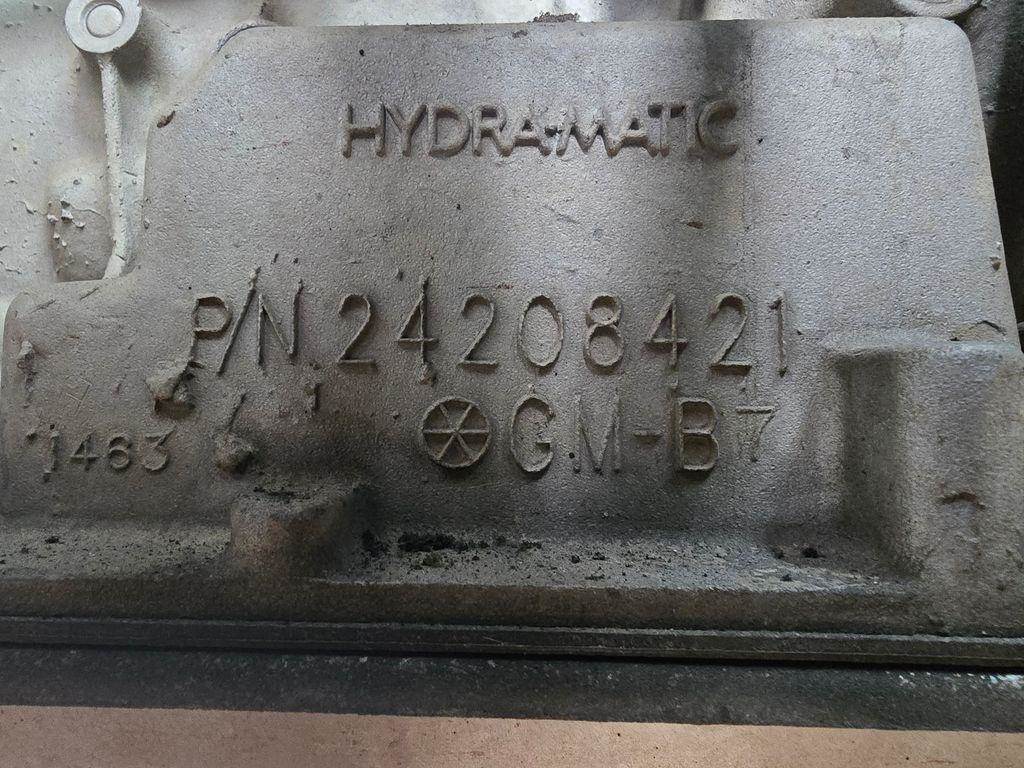 HYDRA-MATIC
P/N 24208421
1463 GM-B7